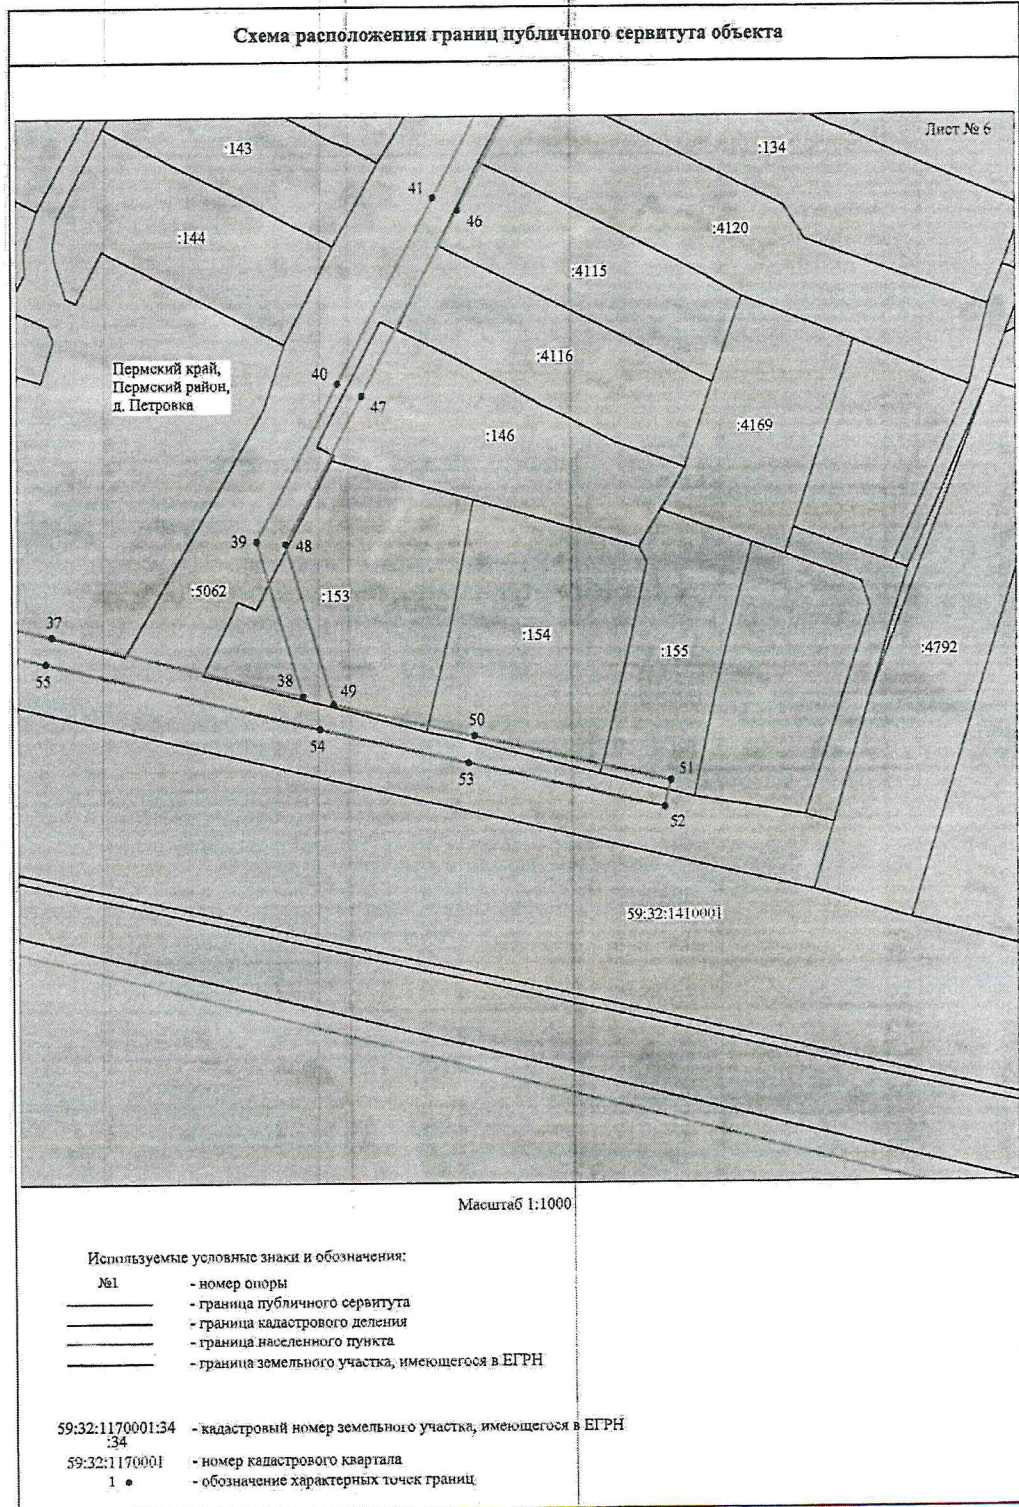 Схема расположения границ публичного сервитута объекта
Лист № 6
:143
:134
41
46
:144
:4120
:4115
:4116
Пермский край,
Пермский район,
д. Петровка
40
47
:146
:4169
39
48
:5062
:153
37
:154
:155
:4792
55
38
49
50
54
53
51
52
59:32:1410001
Масштаб 1:1000
Используемые условные знаки и обозначения:
№1 - номер опоры
- граница публичного сервитута
- граница кадастрового деления
- граница населенного пункта
- граница земельного участка, имеющегося в ЕГРН
59:32:1170001:34 - кадастровый номер земельного участка, имеющегося в ЕГРН
:34
59:32:1170001 - номер кадастрового квартала
1 - обозначение характерных точек границ